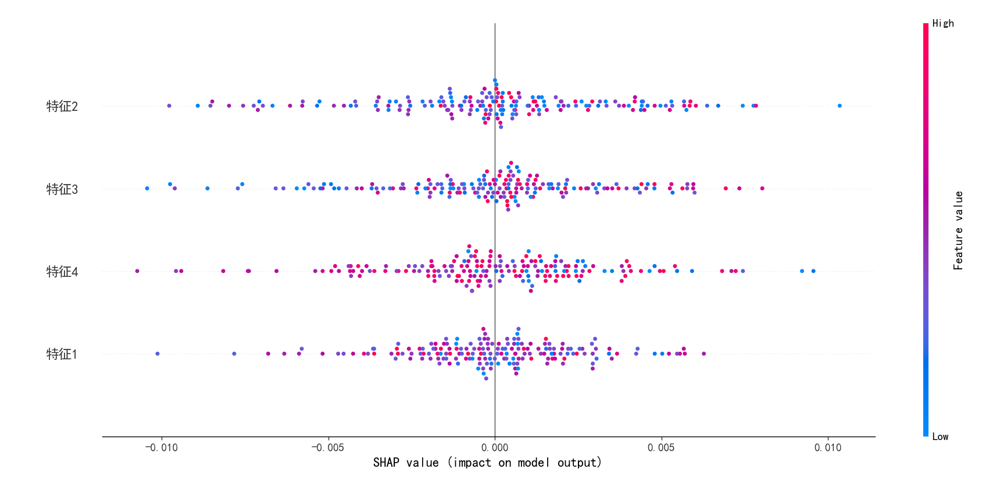 High
特征2
特征3
特征4
特征1
Feature value
Low
-0.010 -0.005 0.000 0.005 0.010
SHAP value (impact on model output)